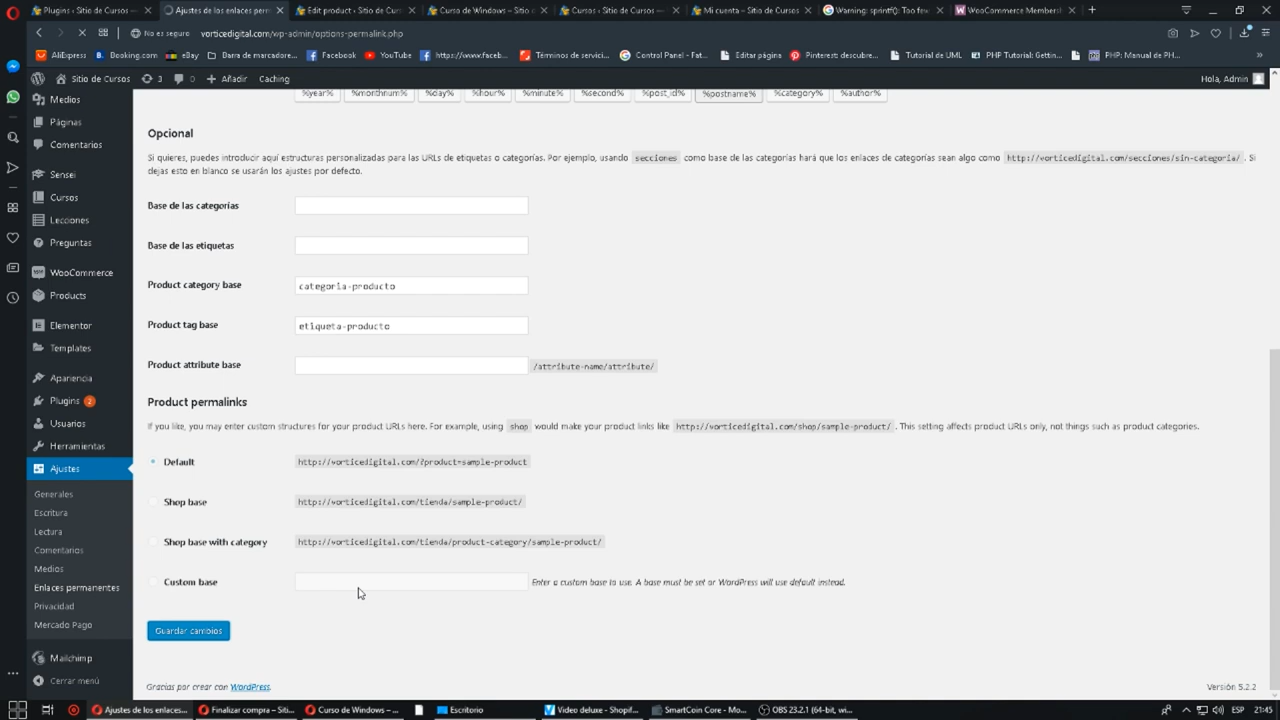 Plugins ‹ Sitio de Cursos —
Ajustes de los enlaces perm
Edit product ‹ Sitio de Cur
Curso de Windows – Sitio d
Cursos ‹ Sitio de Cursos —
Mi cuenta – Sitio de Cursos
Warning: sprintf(): Too few
WooCommerce Membershi
No es seguro
vorticedigital.com/wp-admin/options-permalink.php
AliExpress
Booking.com
eBay
Barra de marcadore...
Facebook
YouTube
https://www.faceb...
Términos de servici...
Control Panel - Fat...
Editar página
Pinterest: descubre...
Tutorial de UML
PHP Tutorial: Gettin...
PHP: Manual de PH...
Sitio de Cursos
3
0
Añadir
Caching
Hola, Admin
Medios
Páginas
Comentarios
Sensei
Cursos
Lecciones
Preguntas
WooCommerce
Products
Elementor
Templates
Apariencia
Plugins 2
Usuarios
Herramientas
Ajustes
Generales
Escritura
Lectura
Comentarios
Medios
Enlaces permanentes
Privacidad
Mercado Pago
Mailchimp
Cerrar menú
%year% %monthnum% %day% %hour% %minute% %second% %post_id% %postname% %category% %author%
Opcional
Si quieres, puedes introducir aquí estructuras personalizadas para las URLs de etiquetas o categorías. Por ejemplo, usando secciones como base de las categorías hará que los enlaces de categorías sean algo como http://vorticedigital.com/secciones/sin-categoria/ . Si
dejas esto en blanco se usarán los ajustes por defecto.
Base de las categorías
Base de las etiquetas
Product category base categoria-producto
Product tag base etiqueta-producto
Product attribute base /attribute-name/attribute/
Product permalinks
If you like, you may enter custom structures for your product URLs here. For example, using shop would make your product links like http://vorticedigital.com/shop/sample-product/ . This setting affects product URLs only, not things such as product categories.
Default http://vorticedigital.com/?product=sample-product
Shop base http://vorticedigital.com/tienda/sample-product/
Shop base with category http://vorticedigital.com/tienda/product-category/sample-product/
Custom base Enter a custom base to use. A base must be set or WordPress will use default instead.
Guardar cambios
Gracias por crear con WordPress.
Versión 5.2.2
Ajustes de los enlaces...
Finalizar compra – Siti...
Curso de Windows – ...
Escritorio
Video deluxe - Shopif...
SmartCoin Core - Mo...
OBS 23.2.1 (64-bit, wi...
ESP
21:45